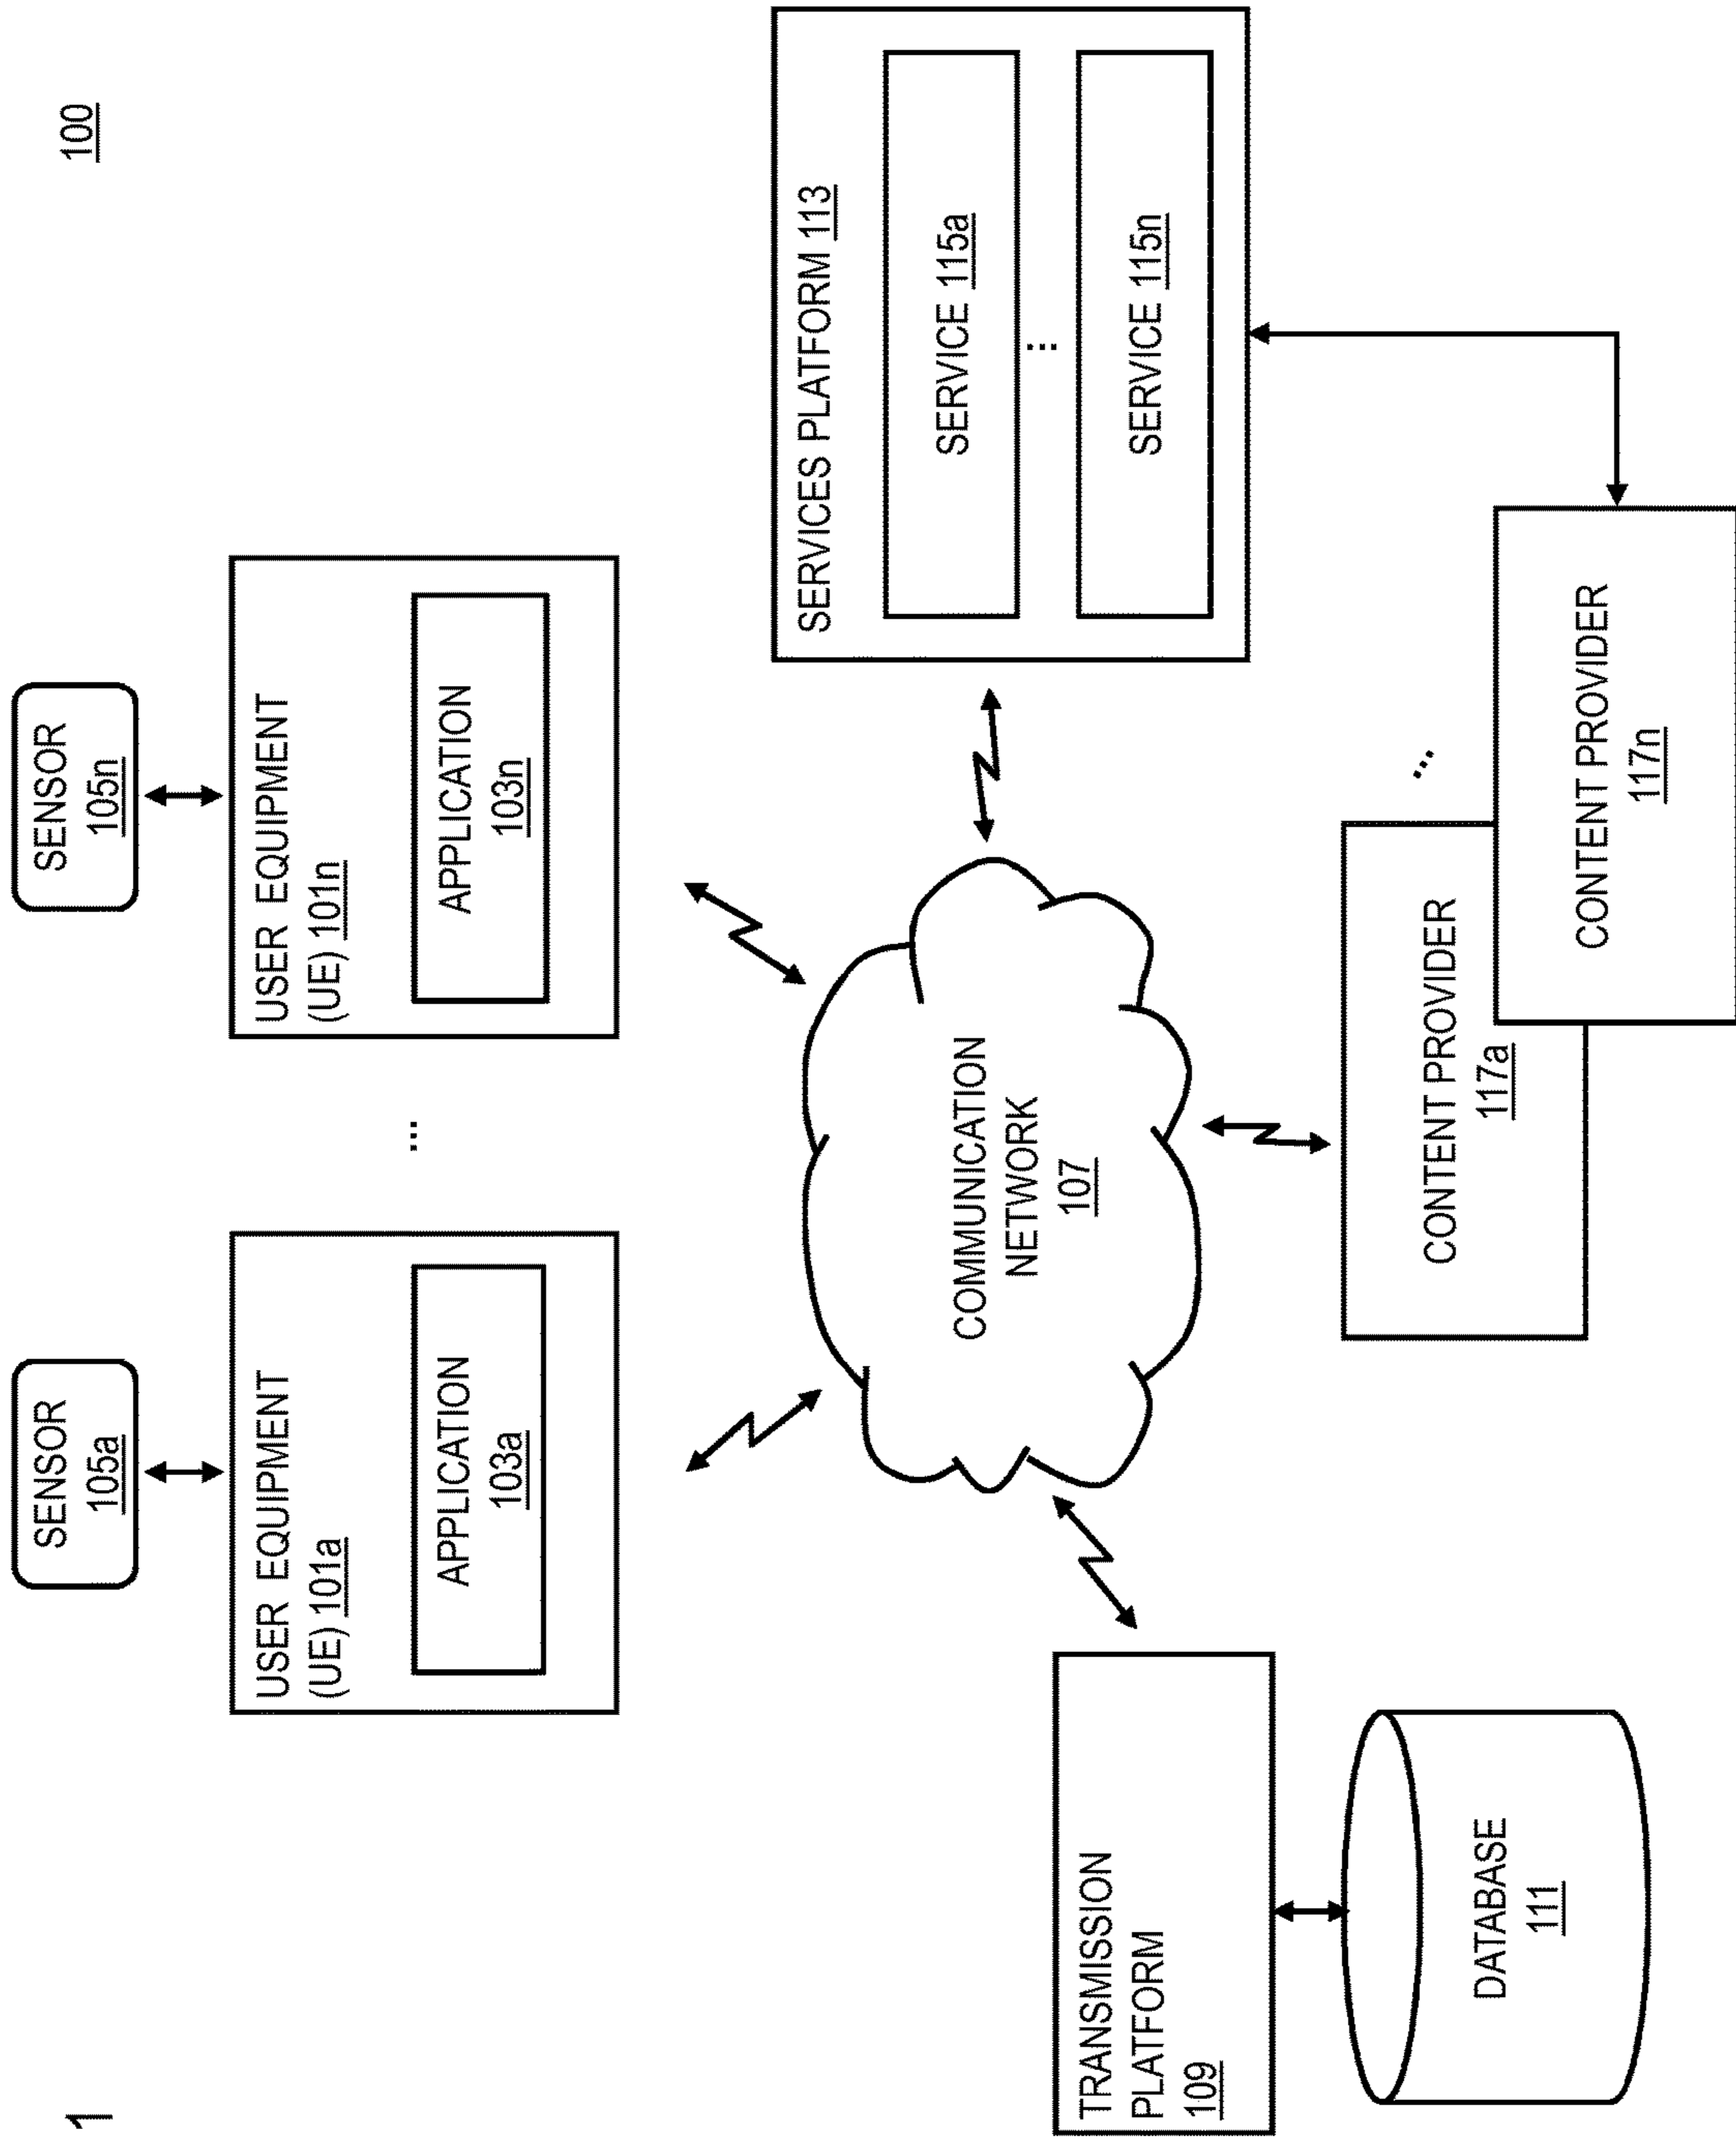 1
100
SENSOR
105a
SENSOR
105n
USER EQUIPMENT
(UE) 101a
APPLICATION
103a
...
USER EQUIPMENT
(UE) 101n
APPLICATION
103n
COMMUNICATION
NETWORK
107
SERVICES PLATFORM 113
SERVICE 115a
...
SERVICE 115n
TRANSMISSION
PLATFORM
109
DATABASE
111
CONTENT PROVIDER
117a
...
CONTENT PROVIDER
117n